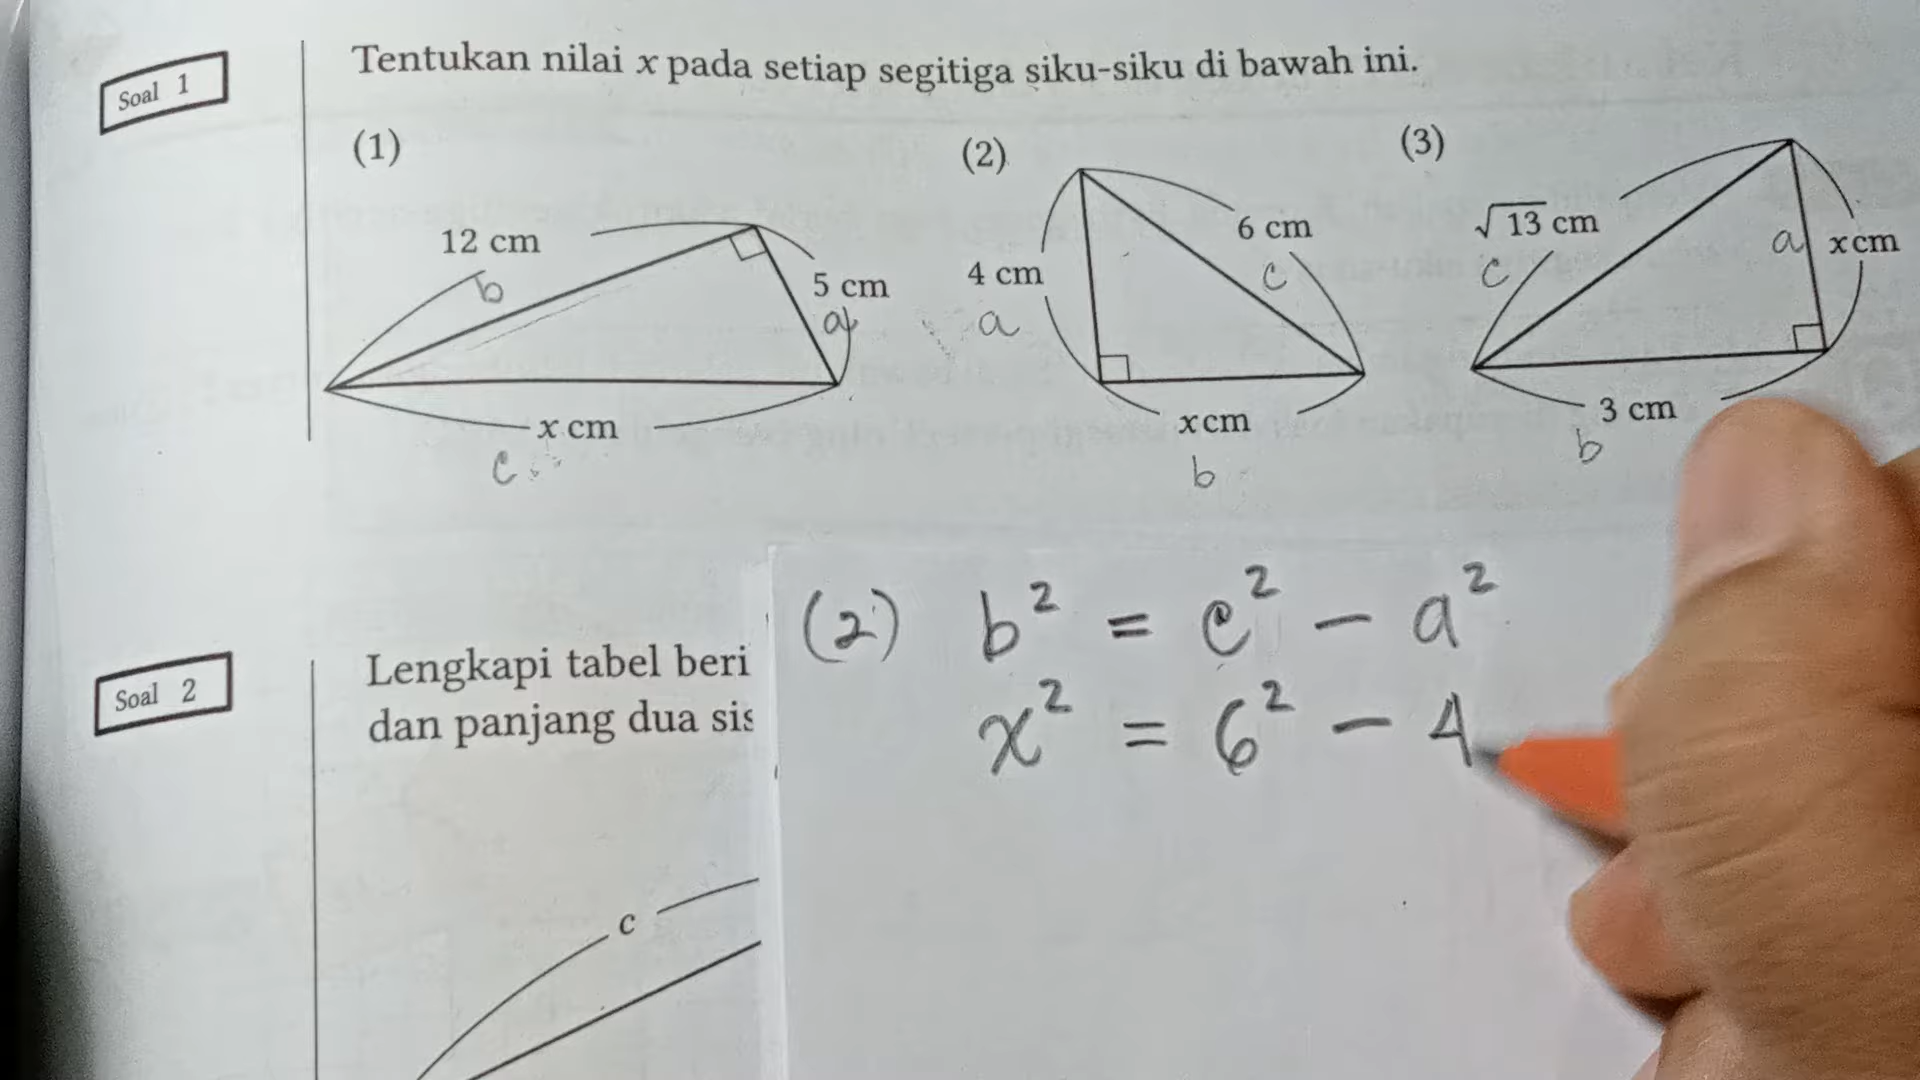 Soal 1
Tentukan nilai x pada setiap segitiga siku-siku di bawah ini.
(1)
12 cm
b
5 cm
a
x cm
c
(2)
4 cm
a
6 cm
c
x cm
b
(3)
√13 cm
c
a
x cm
3 cm
b
(2) b² = c² − a²
x² = 6² − 4
Soal 2
Lengkapi tabel beri
dan panjang dua sis
c